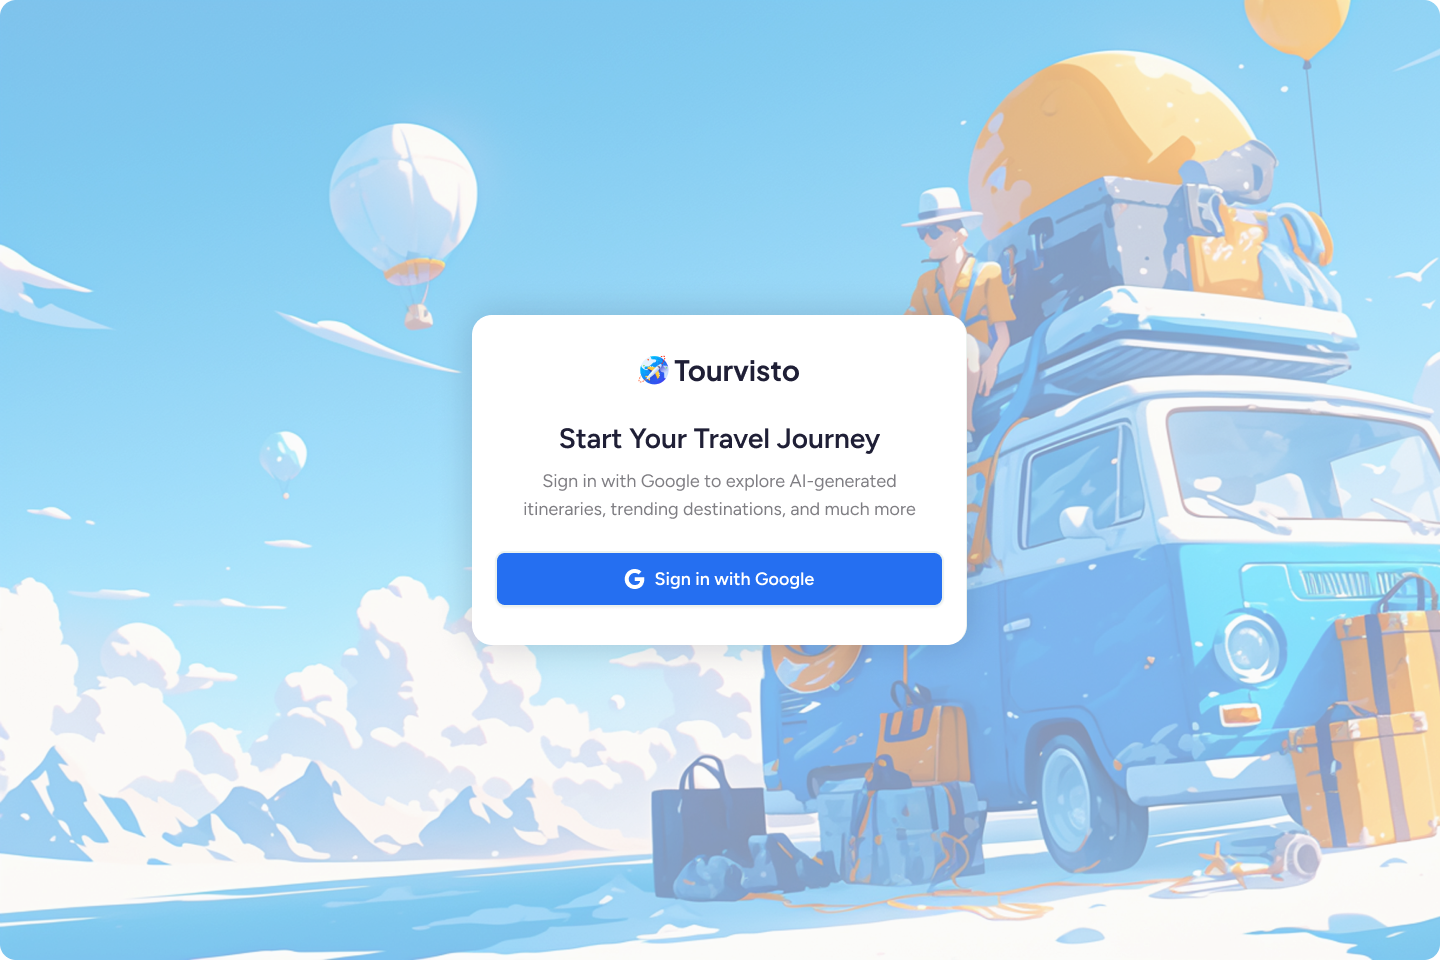 Tourvisto
Start Your Travel Journey
Sign in with Google to explore AI-generated
itineraries, trending destinations, and much more
Sign in with Google